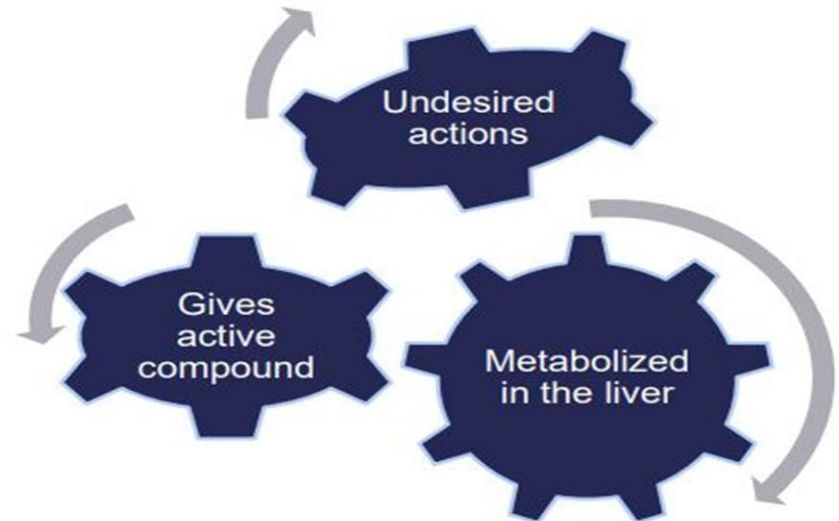 Undesired
actions
Gives
active
compound
Metabolized
in the liver